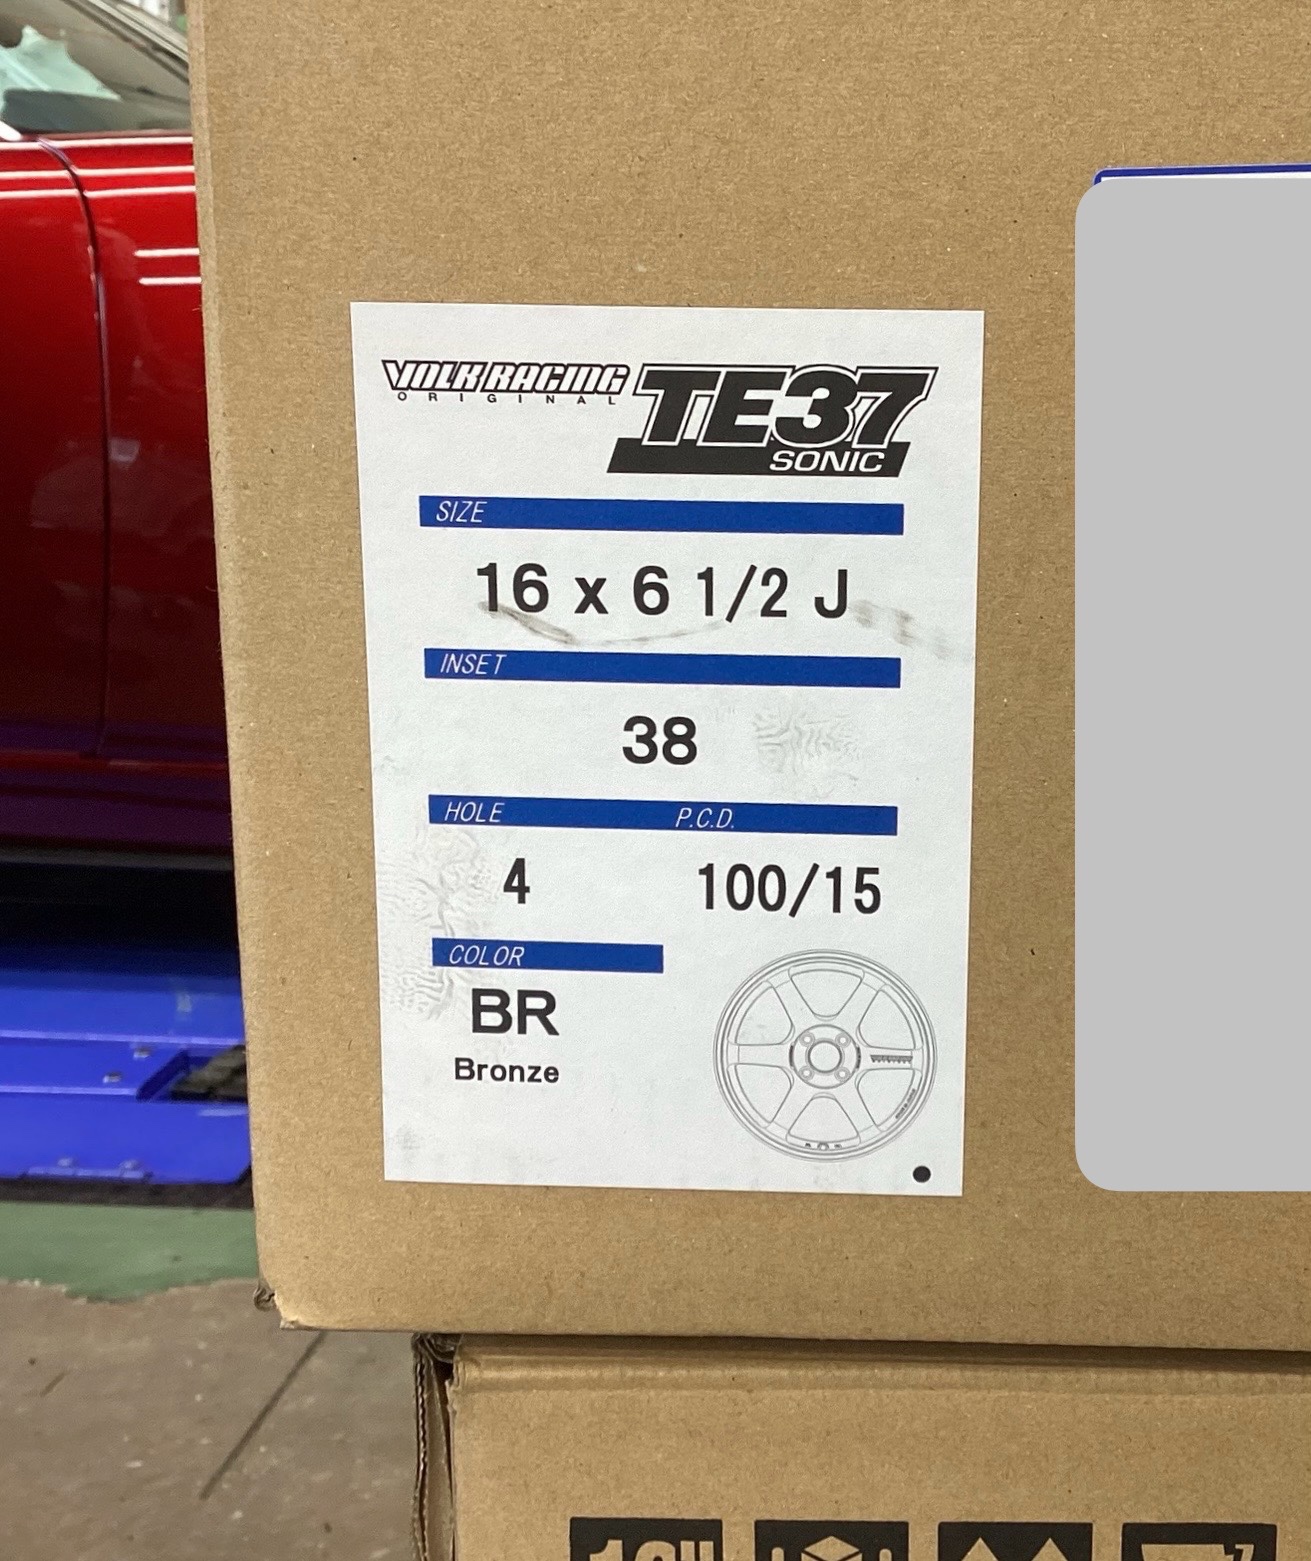 VOLK RACING
ORIGINAL
TE37
SONIC
SIZE
16 x 6 1/2 J
INSET
38
HOLE P.C.D.
4 100/15
COLOR
BR
Bronze